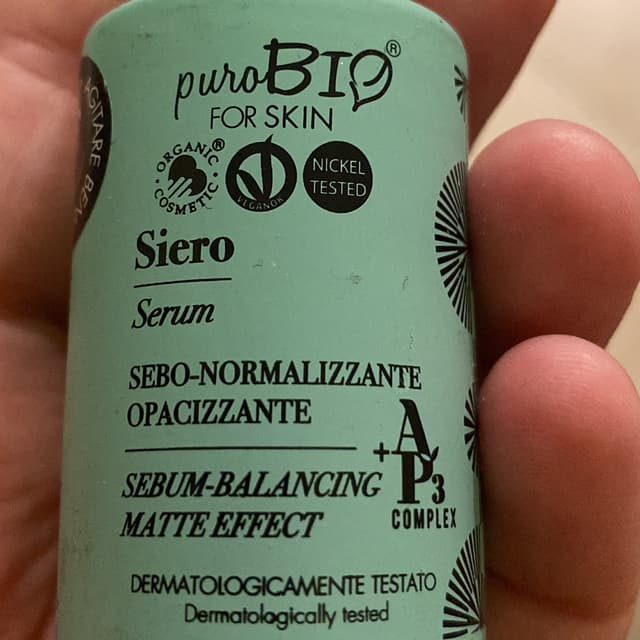 puroBIO®
FOR SKIN
ORGANIC
COSMETIC
®
VEGANOK
NICKEL
TESTED
AGITARE
Siero
Serum
SEBO-NORMALIZZANTE
OPACIZZANTE
SEBUM-BALANCING
MATTE EFFECT
+AP3
COMPLEX
DERMATOLOGICAMENTE TESTATO
Dermatologically tested